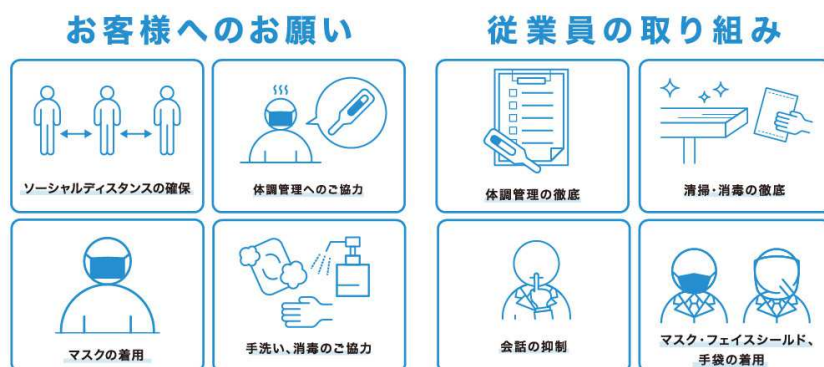 お客様へのお願い
ソーシャルディスタンスの確保
体調管理へのご協力
マスクの着用
手洗い、消毒のご協力
従業員の取り組み
体調管理の徹底
清掃・消毒の徹底
会話の抑制
マスク・フェイスシールド、
手袋の着用